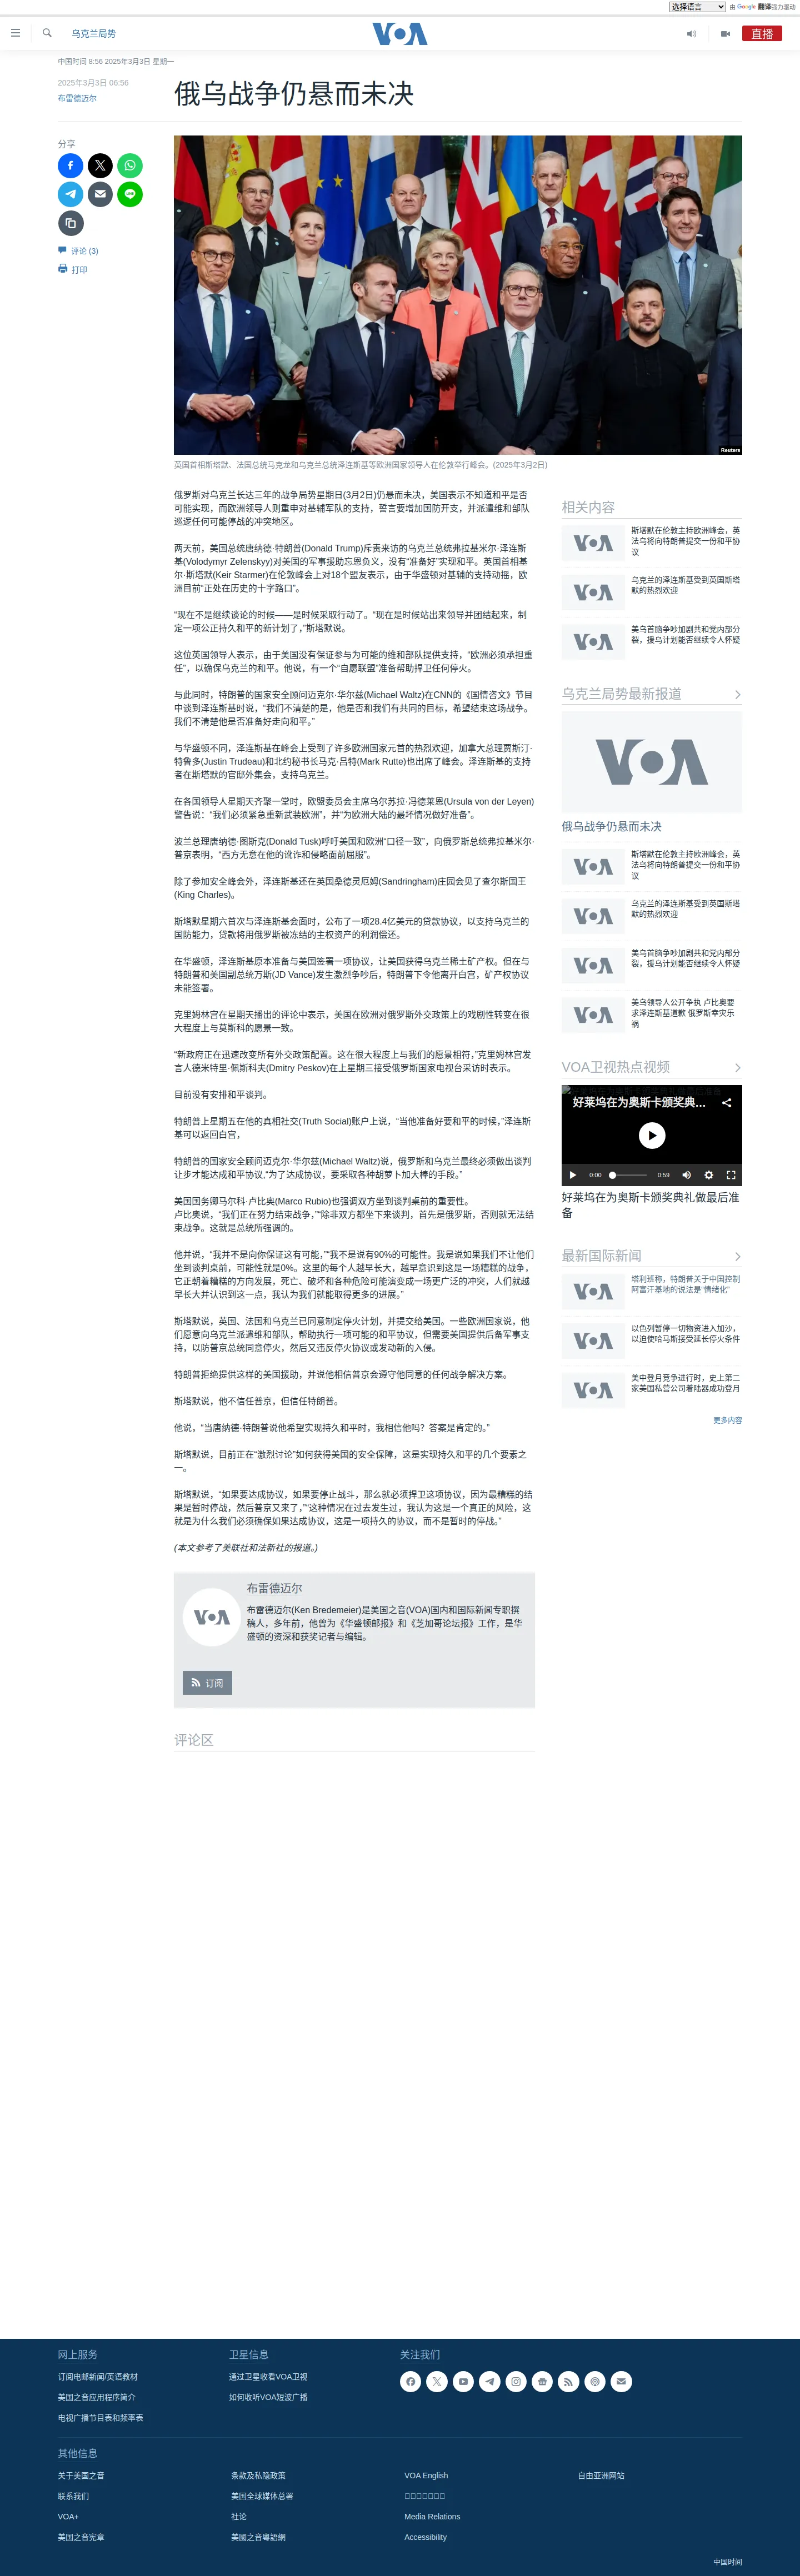 选择语言
由 Google 翻译强力驱动
乌克兰局势
VOA
直播
中国时间 8:56 2025年3月3日 星期一
2025年3月3日 06:56
布雷德迈尔
俄乌战争仍悬而未决
分享
评论 (3)
打印
Reuters
英国首相斯塔默、法国总统马克龙和乌克兰总统泽连斯基等欧洲国家领导人在伦敦举行峰会。(2025年3月2日)
俄罗斯对乌克兰长达三年的战争局势星期日(3月2日)仍悬而未决，美国表示不知道和平是否
可能实现，而欧洲领导人则重申对基辅军队的支持，誓言要增加国防开支，并派遣维和部队
巡逻任何可能停战的冲突地区。
两天前，美国总统唐纳德·特朗普(Donald Trump)斥责来访的乌克兰总统弗拉基米尔·泽连斯
基(Volodymyr Zelenskyy)对美国的军事援助忘恩负义，没有“准备好”实现和平。英国首相基
尔·斯塔默(Keir Starmer)在伦敦峰会上对18个盟友表示，由于华盛顿对基辅的支持动摇，欧
洲目前“正处在历史的十字路口”。
“现在不是继续谈论的时候——是时候采取行动了。“现在是时候站出来领导并团结起来，制
定一项公正持久和平的新计划了，”斯塔默说。
这位英国领导人表示，由于美国没有保证参与为可能的维和部队提供支持，“欧洲必须承担重
任”，以确保乌克兰的和平。他说，有一个“自愿联盟”准备帮助捍卫任何停火。
与此同时，特朗普的国家安全顾问迈克尔·华尔兹(Michael Waltz)在CNN的《国情咨文》节目
中谈到泽连斯基时说，“我们不清楚的是，他是否和我们有共同的目标，希望结束这场战争。
我们不清楚他是否准备好走向和平。”
与华盛顿不同，泽连斯基在峰会上受到了许多欧洲国家元首的热烈欢迎，加拿大总理贾斯汀·
特鲁多(Justin Trudeau)和北约秘书长马克·吕特(Mark Rutte)也出席了峰会。泽连斯基的支持
者在斯塔默的官邸外集会，支持乌克兰。
在各国领导人星期天齐聚一堂时，欧盟委员会主席乌尔苏拉·冯德莱恩(Ursula von der Leyen)
警告说：“我们必须紧急重新武装欧洲”，并“为欧洲大陆的最坏情况做好准备”。
波兰总理唐纳德·图斯克(Donald Tusk)呼吁美国和欧洲“口径一致”，向俄罗斯总统弗拉基米尔·
普京表明，“西方无意在他的讹诈和侵略面前屈服”。
除了参加安全峰会外，泽连斯基还在英国桑德灵厄姆(Sandringham)庄园会见了查尔斯国王
(King Charles)。
斯塔默星期六首次与泽连斯基会面时，公布了一项28.4亿美元的贷款协议，以支持乌克兰的
国防能力，贷款将用俄罗斯被冻结的主权资产的利润偿还。
在华盛顿，泽连斯基原本准备与美国签署一项协议，让美国获得乌克兰稀土矿产权。但在与
特朗普和美国副总统万斯(JD Vance)发生激烈争吵后，特朗普下令他离开白宫，矿产权协议
未能签署。
克里姆林宫在星期天播出的评论中表示，美国在欧洲对俄罗斯外交政策上的戏剧性转变在很
大程度上与莫斯科的愿景一致。
“新政府正在迅速改变所有外交政策配置。这在很大程度上与我们的愿景相符，”克里姆林宫发
言人德米特里·佩斯科夫(Dmitry Peskov)在上星期三接受俄罗斯国家电视台采访时表示。
目前没有安排和平谈判。
特朗普上星期五在他的真相社交(Truth Social)账户上说，“当他准备好要和平的时候，”泽连斯
基可以返回白宫，
特朗普的国家安全顾问迈克尔·华尔兹(Michael Waltz)说，俄罗斯和乌克兰最终必须做出谈判
让步才能达成和平协议，“为了达成协议，要采取各种胡萝卜加大棒的手段。”
美国国务卿马尔科·卢比奥(Marco Rubio)也强调双方坐到谈判桌前的重要性。
卢比奥说，“我们正在努力结束战争，”“除非双方都坐下来谈判，首先是俄罗斯，否则就无法结
束战争。这就是总统所强调的。
他并说，“我并不是向你保证这有可能，”“我不是说有90%的可能性。我是说如果我们不让他们
坐到谈判桌前，可能性就是0%。这里的每个人越早长大，越早意识到这是一场糟糕的战争，
它正朝着糟糕的方向发展，死亡、破坏和各种危险可能演变成一场更广泛的冲突，人们就越
早长大并认识到这一点，我认为我们就能取得更多的进展。”
斯塔默说，英国、法国和乌克兰已同意制定停火计划，并提交给美国。一些欧洲国家说，他
们愿意向乌克兰派遣维和部队，帮助执行一项可能的和平协议，但需要美国提供后备军事支
持，以防普京总统同意停火，然后又违反停火协议或发动新的入侵。
特朗普拒绝提供这样的美国援助，并说他相信普京会遵守他同意的任何战争解决方案。
斯塔默说，他不信任普京，但信任特朗普。
他说，“当唐纳德·特朗普说他希望实现持久和平时，我相信他吗？答案是肯定的。”
斯塔默说，目前正在“激烈讨论”如何获得美国的安全保障，这是实现持久和平的几个要素之
一。
斯塔默说，“如果要达成协议，如果要停止战斗，那么就必须捍卫这项协议，因为最糟糕的结
果是暂时停战，然后普京又来了，”“这种情况在过去发生过，我认为这是一个真正的风险，这
就是为什么我们必须确保如果达成协议，这是一项持久的协议，而不是暂时的停战。”
(本文参考了美联社和法新社的报道。)
VOA
布雷德迈尔
布雷德迈尔(Ken Bredemeier)是美国之音(VOA)国内和国际新闻专职撰
稿人，多年前，他曾为《华盛顿邮报》和《芝加哥论坛报》工作，是华
盛顿的资深和获奖记者与编辑。
订阅
评论区
相关内容
VOA
斯塔默在伦敦主持欧洲峰会，英
法乌将向特朗普提交一份和平协
议
VOA
乌克兰的泽连斯基受到英国斯塔
默的热烈欢迎
VOA
美乌首脑争吵加剧共和党内部分
裂，援乌计划能否继续令人怀疑
乌克兰局势最新报道
VOA
俄乌战争仍悬而未决
VOA
斯塔默在伦敦主持欧洲峰会，英
法乌将向特朗普提交一份和平协
议
VOA
乌克兰的泽连斯基受到英国斯塔
默的热烈欢迎
VOA
美乌首脑争吵加剧共和党内部分
裂，援乌计划能否继续令人怀疑
VOA
美乌领导人公开争执 卢比奥要
求泽连斯基道歉 俄罗斯幸灾乐
祸
VOA卫视热点视频
好莱坞在为奥斯卡颁奖典...
0:00
0:59
好莱坞在为奥斯卡颁奖典礼做最后准
备
最新国际新闻
VOA
塔利班称，特朗普关于中国控制
阿富汗基地的说法是“情绪化”
VOA
以色列暂停一切物资进入加沙，
以迫使哈马斯接受延长停火条件
VOA
美中登月竞争进行时，史上第二
家美国私营公司着陆器成功登月
更多内容
网上服务
订阅电邮新闻/英语教材
美国之音应用程序简介
电视广播节目表和频率表
卫星信息
通过卫星收看VOA卫视
如何收听VOA短波广播
关注我们
其他信息
关于美国之音
条款及私隐政策
VOA English
自由亚洲网站
联系我们
美国全球媒体总署
VOA+
社论
Media Relations
美国之音宪章
美國之音粵語網
Accessibility
中国时间